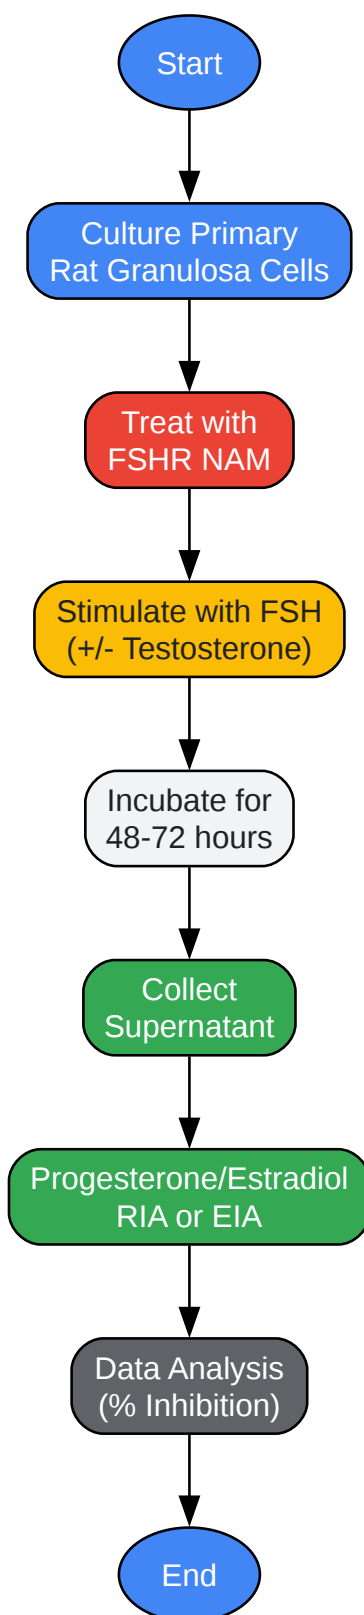 Start
Culture Primary
Rat Granulosa Cells
Treat with
FSHR NAM
Stimulate with FSH
(+/- Testosterone)
Incubate for
48-72 hours
Collect
Supernatant
Progesterone/Estradiol
RIA or EIA
Data Analysis
(% Inhibition)
End